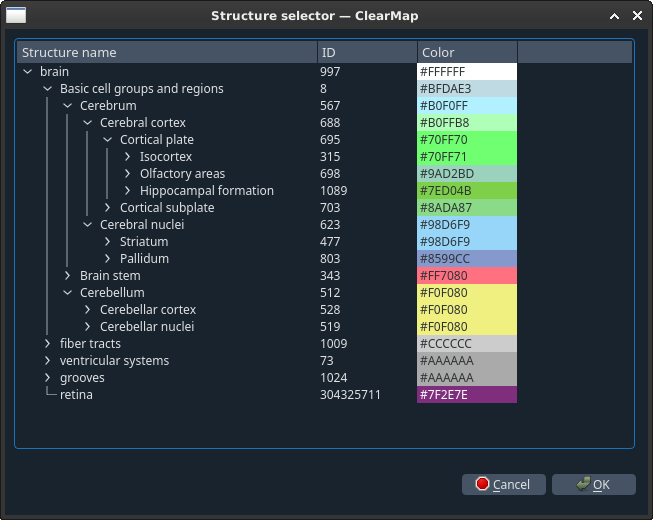 Structure selector — ClearMap
Structure name ID Color
brain 997 #FFFFFF
Basic cell groups and regions 8 #BFDAE3
Cerebrum 567 #B0F0FF
Cerebral cortex 688 #B0FFB8
Cortical plate 695 #70FF70
Isocortex 315 #70FF71
Olfactory areas 698 #9AD2BD
Hippocampal formation 1089 #7ED04B
Cortical subplate 703 #8ADA87
Cerebral nuclei 623 #98D6F9
Striatum 477 #98D6F9
Pallidum 803 #8599CC
Brain stem 343 #FF7080
Cerebellum 512 #F0F080
Cerebellar cortex 528 #F0F080
Cerebellar nuclei 519 #F0F080
fiber tracts 1009 #CCCCCC
ventricular systems 73 #AAAAAA
grooves 1024 #AAAAAA
retina 304325711 #7F2E7E
Cancel OK